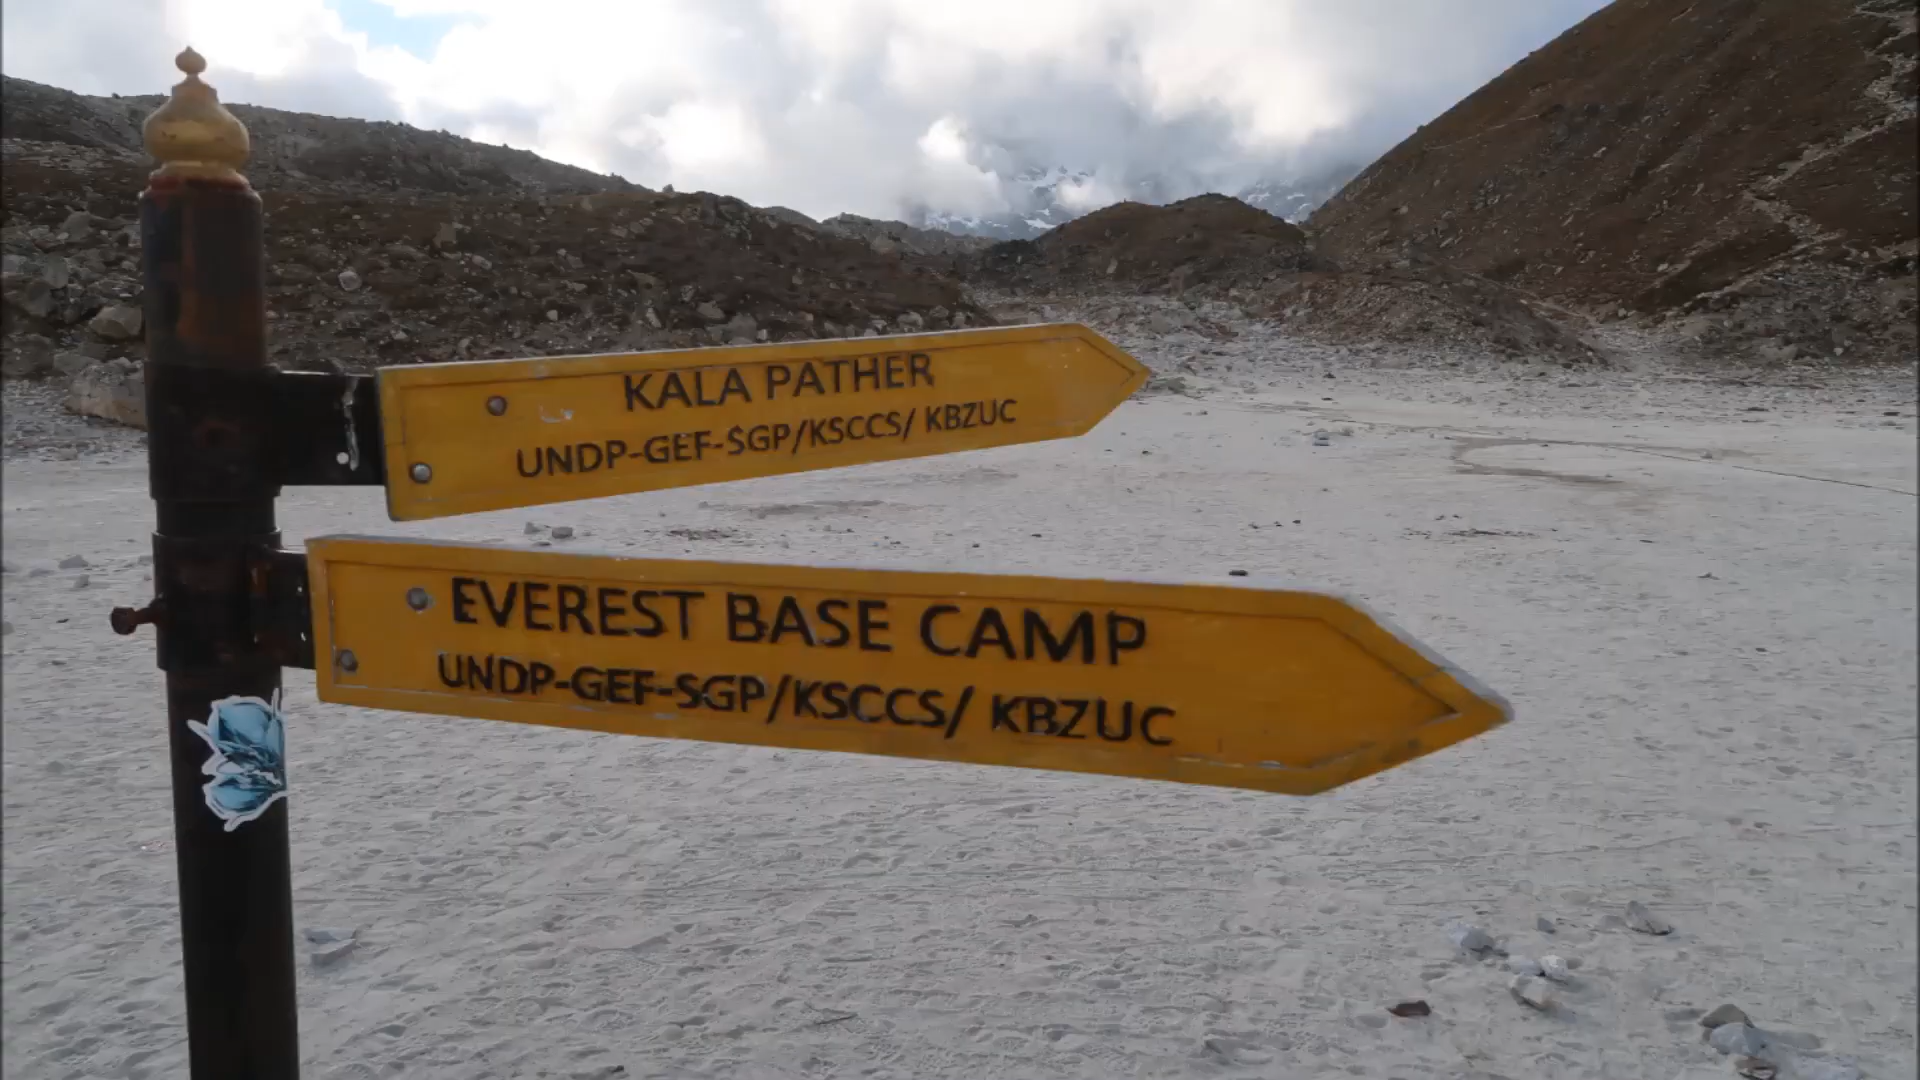 KALA PATHER
UNDP-GEF-SGP/KSCCS/ KBZUC
EVEREST BASE CAMP
UNDP-GEF-SGP/KSCCS/ KBZUC